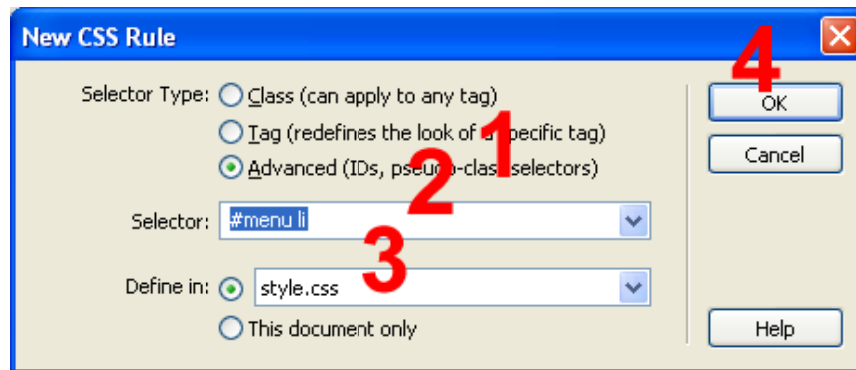 New CSS Rule
4
Selector Type: Class (can apply to any tag)
OK
Tag (redefines the look of a specific tag)
1
Advanced (IDs, pseudo-class selectors)
Cancel
2
Selector: #menu li
3
Define in: style.css
This document only
Help